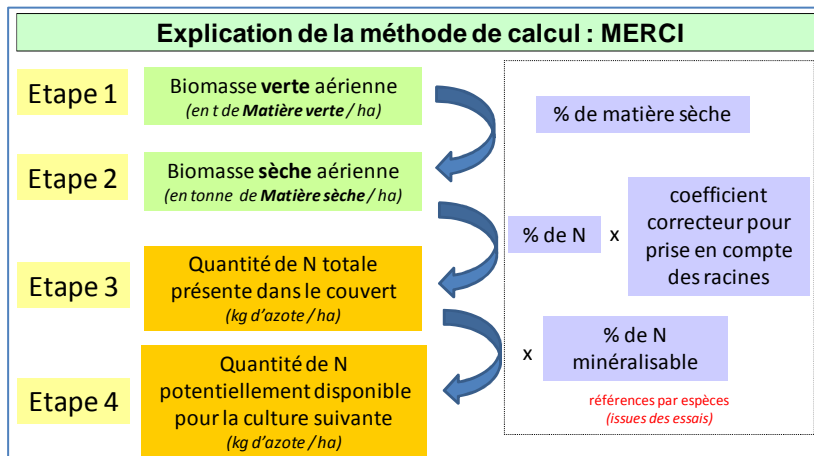 Explication de la méthode de calcul : MERCI
Etape 1
Biomasse verte aérienne
(en t de Matière verte / ha)
% de matière sèche
Etape 2
Biomasse sèche aérienne
(en tonne de Matière sèche / ha)
% de N
x
coefficient
correcteur pour
prise en compte
des racines
Etape 3
Quantité de N totale
présente dans le couvert
(kg d'azote / ha)
x
% de N
minéralisable
Etape 4
Quantité de N
potentiellement disponible
pour la culture suivante
(kg d'azote / ha)
références par espèces
(issues des essais)